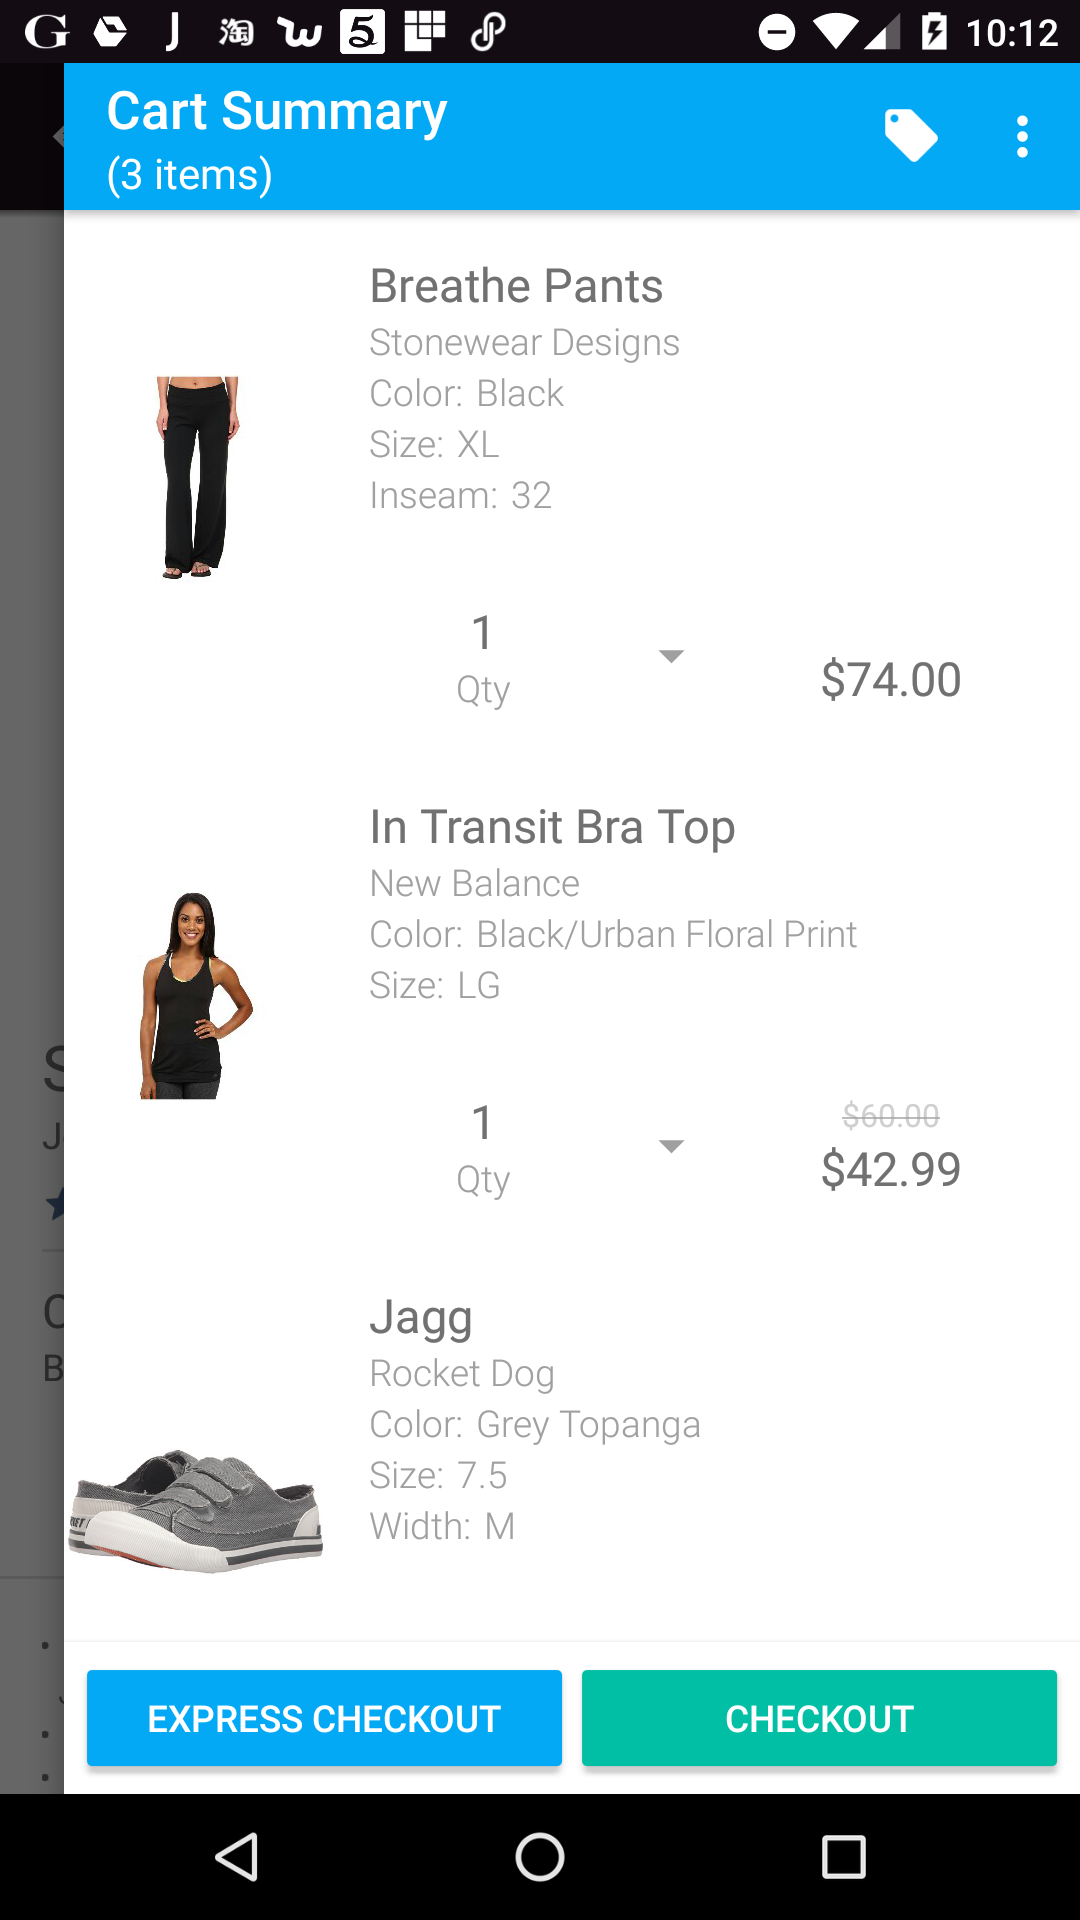 10:12
Cart Summary
(3 items)
Breathe Pants
Stonewear Designs
Color: Black
Size: XL
Inseam: 32
1
Qty
$74.00
In Transit Bra Top
New Balance
Color: Black/Urban Floral Print
Size: LG
$60.00
1
Qty
$42.99
Jagg
Rocket Dog
Color: Grey Topanga
Size: 7.5
Width: M
EXPRESS CHECKOUT
CHECKOUT